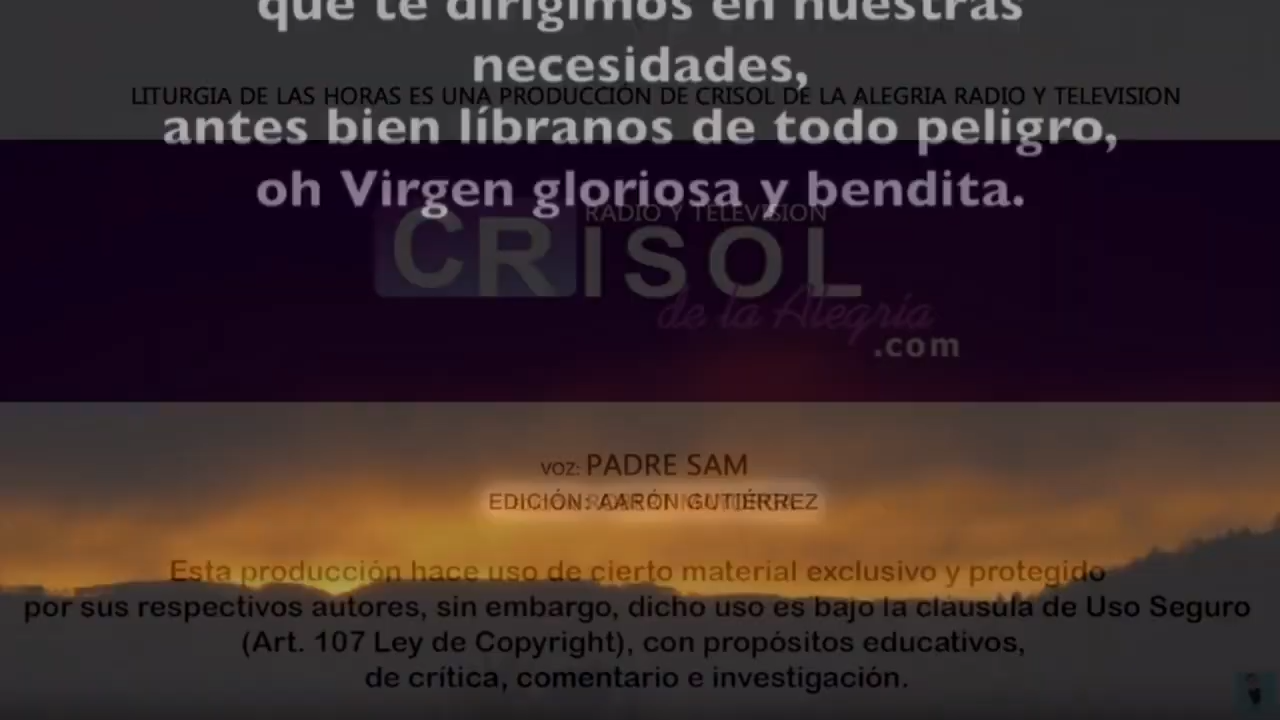 que te dirigimos en nuestras
necesidades,
LITURGIA DE LAS HORAS ES UNA PRODUCCIÓN DE CRISOL DE LA ALEGRIA RADIO Y TELEVISION
antes bien líbranos de todo peligro,
oh Virgen gloriosa y bendita.
RADIO Y TELEVISION
CRISOL
de la Alegría
.com
VOZ: PADRE SAM
EDICIÓN: AARÓN GUTIÉRREZ
Esta producción hace uso de cierto material exclusivo y protegido
por sus respectivos autores, sin embargo, dicho uso es bajo la cláusula de Uso Seguro
(Art. 107 Ley de Copyright), con propósitos educativos,
de crítica, comentario e investigación.